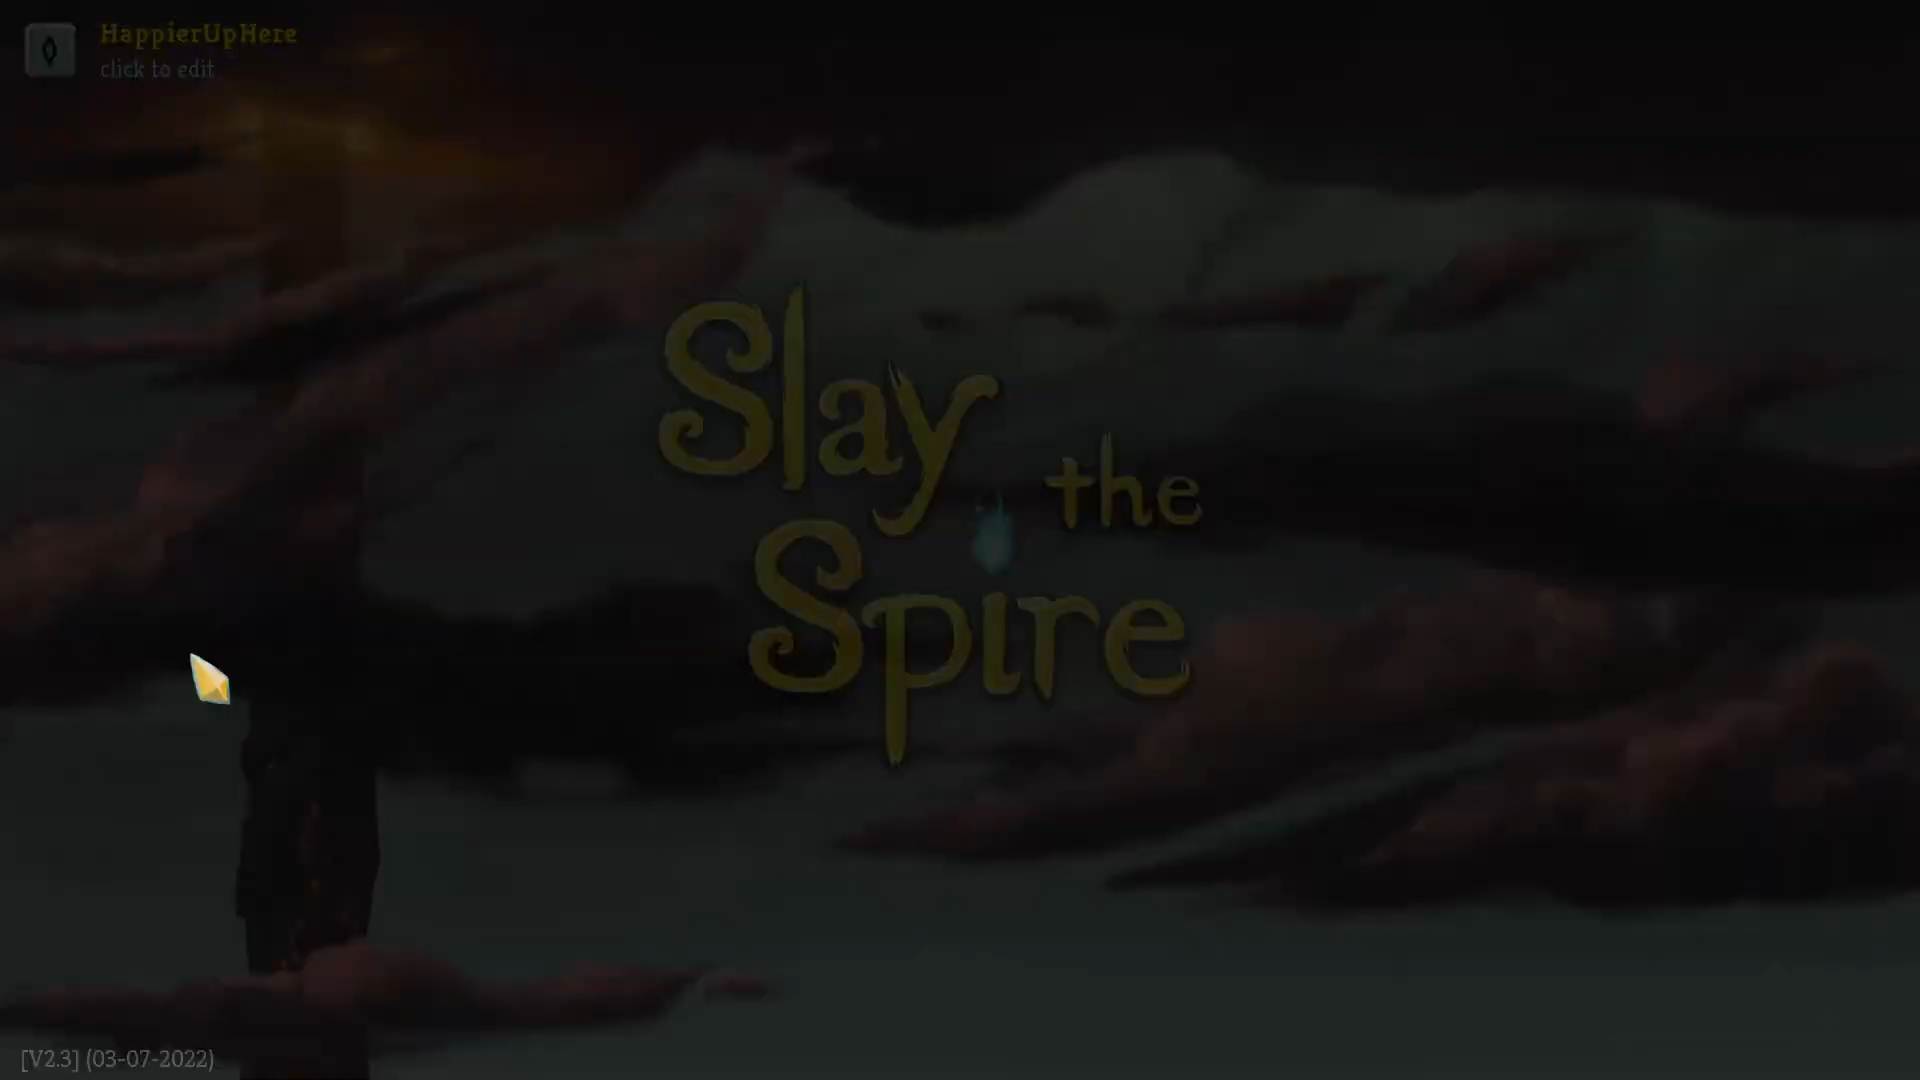 HappierUpHere
click to edit
Slay
the
Spire
[V2.3] (03-07-2022)